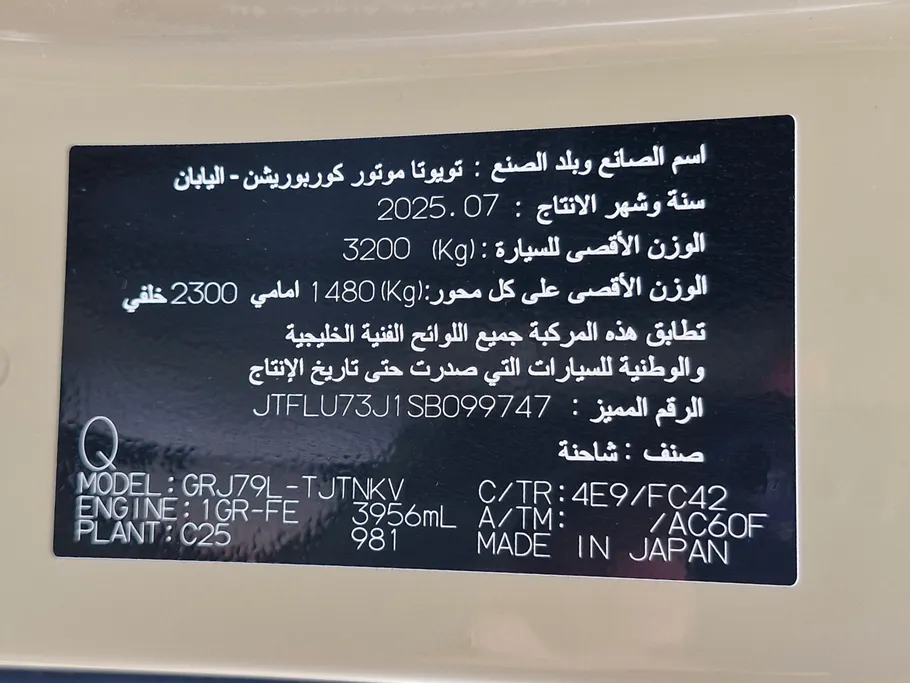 اسم الصانع وبلد الصنع : تويوتا موتور كوربوريشن - اليابان
سنة وشهر الانتاج : 2025.07
الوزن الأقصى للسيارة :(Kg) 3200
الوزن الأقصى على كل محور:(Kg)1480 امامي 2300 خلفي
تطابق هذه المركبة جميع اللوائح الفنية الخليجية
والوطنية للسيارات التي صدرت حتى تاريخ الإنتاج
الرقم المميز : JTFLU73J1SB099747
صنف : شاحنة
Q
MODEL:GRJ79L-TJTNKV C/TR:4E9/FC42
ENGINE:1GR-FE 3956mL A/TM: /AC60F
PLANT:C25 981 MADE IN JAPAN